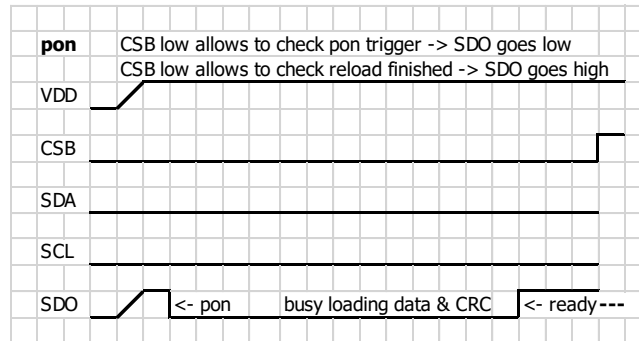 pon CSB low allows to check pon trigger -> SDO goes low
CSB low allows to check reload finished -> SDO goes high
VDD
CSB
SDA
SCL
SDO <- pon busy loading data & CRC <- ready